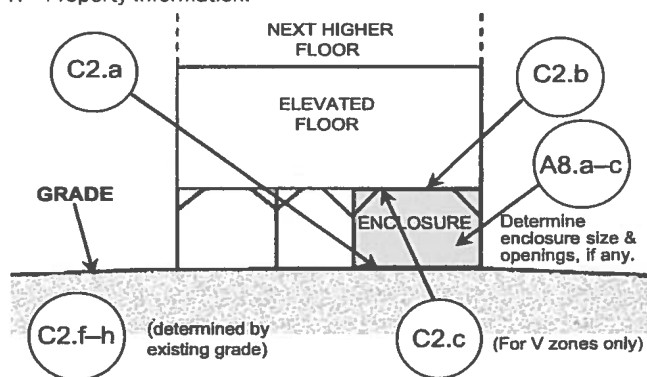 Property Information.
NEXT HIGHER
FLOOR
C2.a
C2.b
ELEVATED
FLOOR
A8.a–c
GRADE
ENCLOSURE
Determine
enclosure size &
openings, if any.
C2.f–h
(determined by
existing grade)
C2.c
(For V zones only)